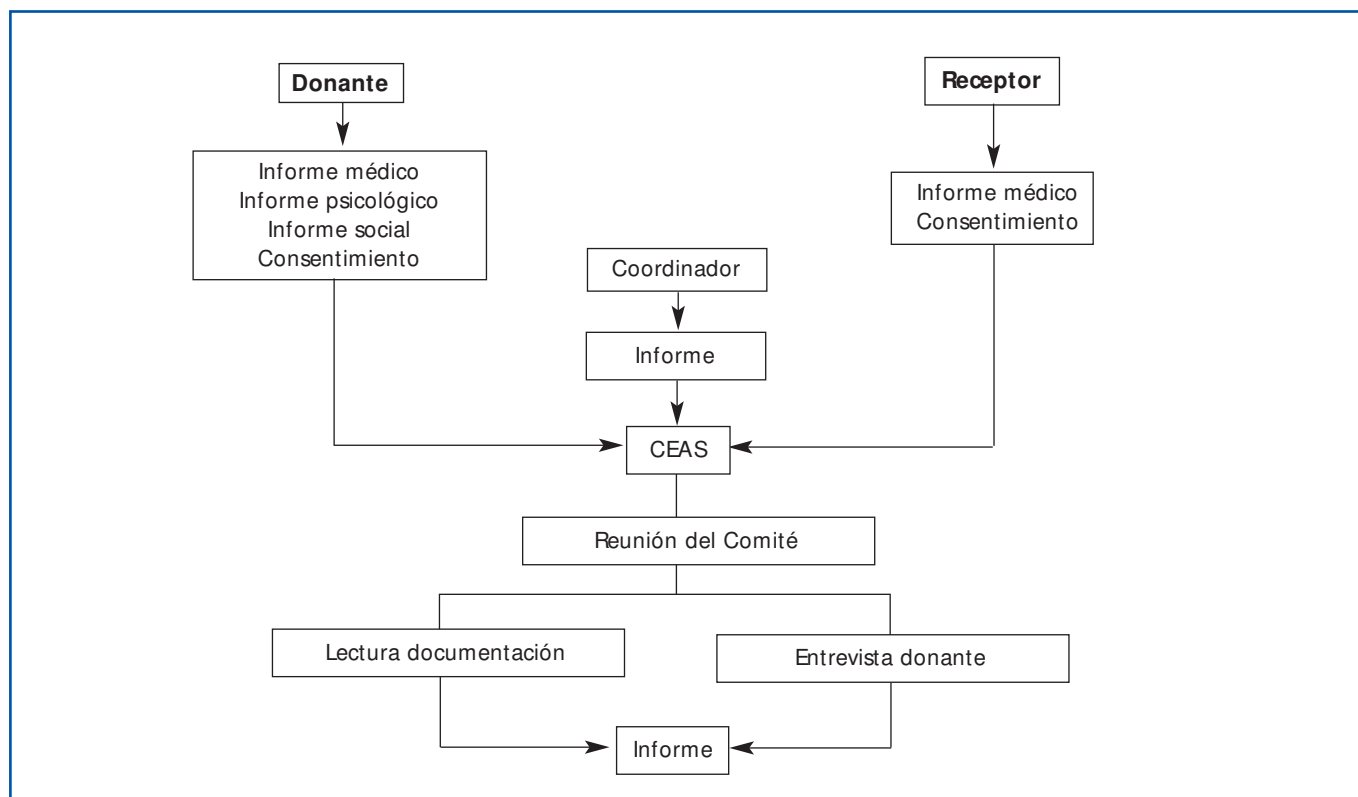 Donante
Receptor
Informe médico
Informe psicológico
Informe social
Consentimiento
Informe médico
Consentimiento
Coordinador
Informe
CEAS
Reunión del Comité
Lectura documentación
Entrevista donante
Informe